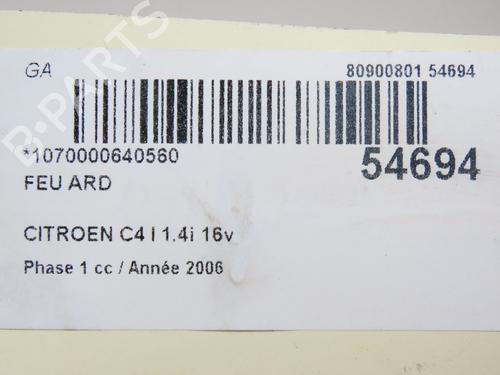 GA 80900801 54694
*1070000640560 54694
FEU ARD
CITROEN C4 I 1.4i 16v
Phase 1 cc / Année 2006
B-PARTS